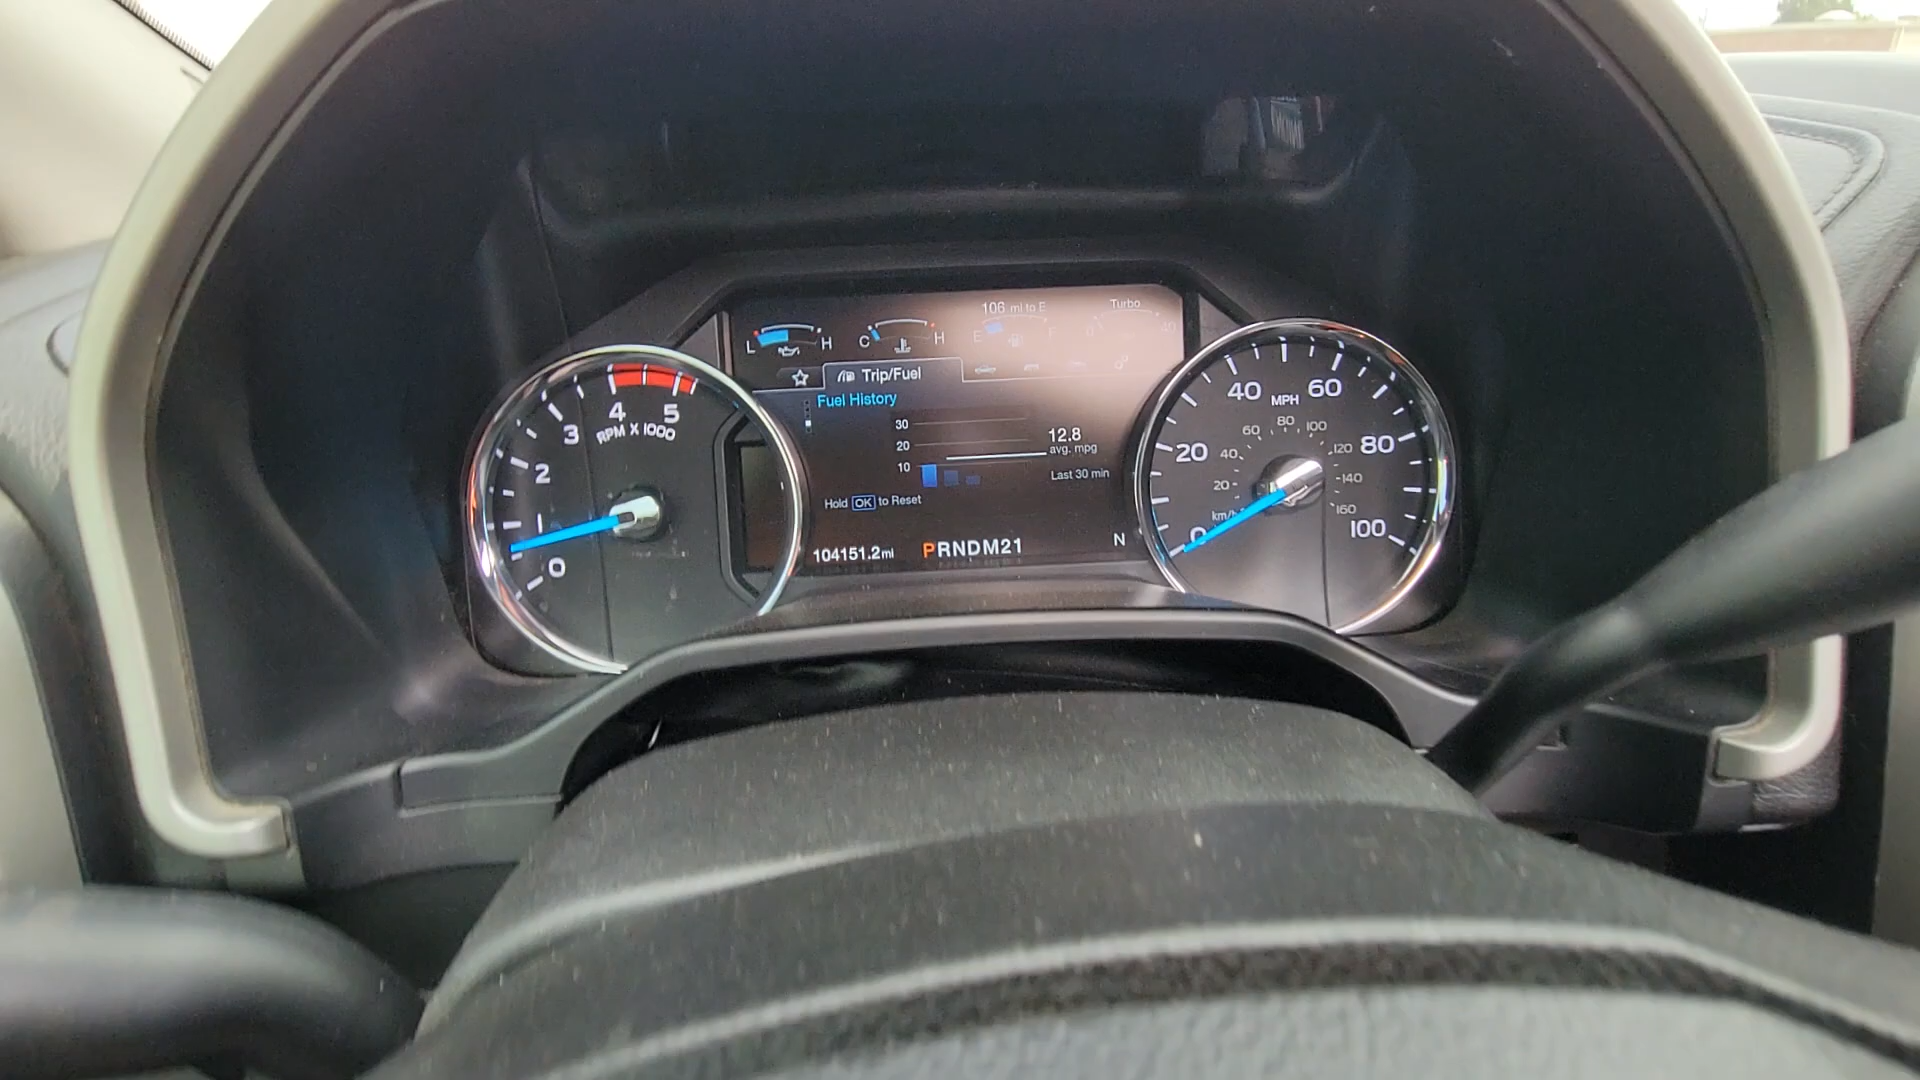 106 mi to E
Turbo
L H
C H
E F
0 40
Trip/Fuel
Fuel History
30
20
10
12.8
avg. mpg
Last 30 min
Hold OK to Reset
104151.2mi
PRNDM21
N
0 1 2 3 4 5
RPM X 1000
0 20 40 60 80 100
MPH
20 40 60 80 100 120 140 160
km/h